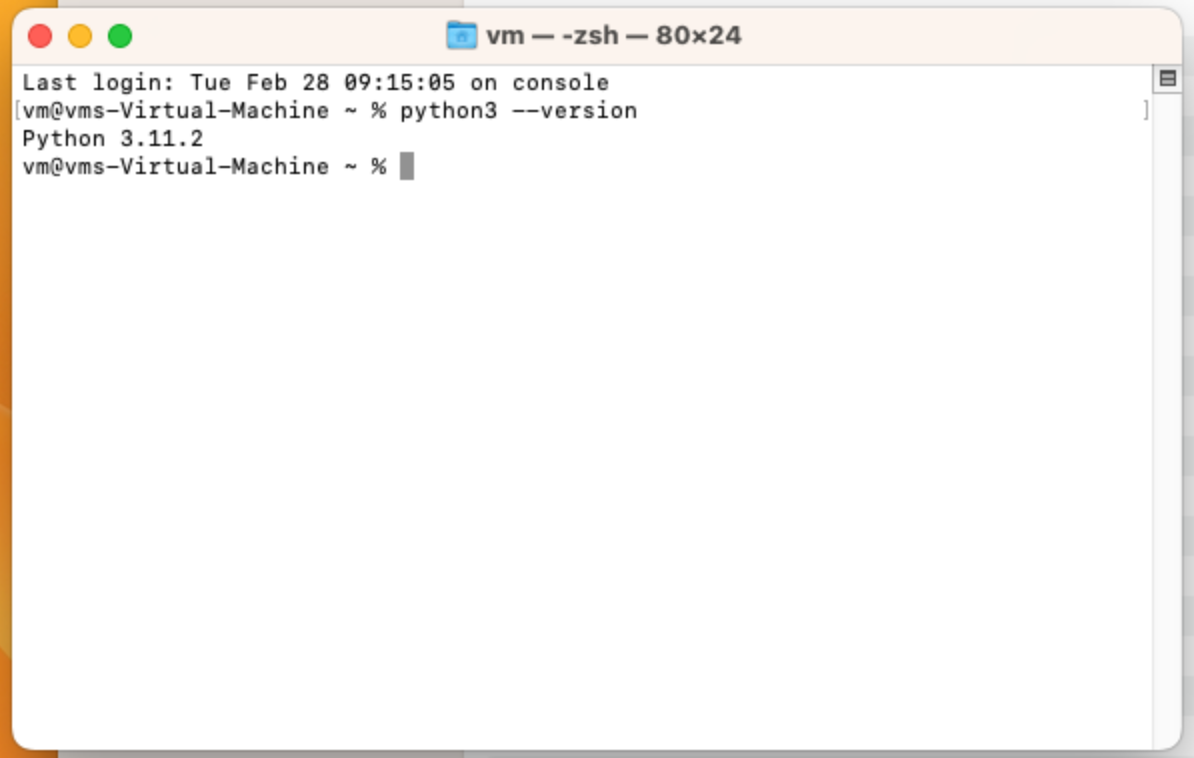 vm — -zsh — 80×24
Last login: Tue Feb 28 09:15:05 on console
[vm@vms-Virtual-Machine ~ % python3 --version ]
Python 3.11.2
vm@vms-Virtual-Machine ~ %